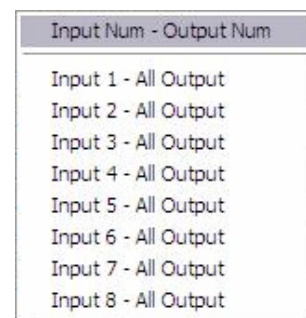 Input Num - Output Num
Input 1 - All Output
Input 2 - All Output
Input 3 - All Output
Input 4 - All Output
Input 5 - All Output
Input 6 - All Output
Input 7 - All Output
Input 8 - All Output